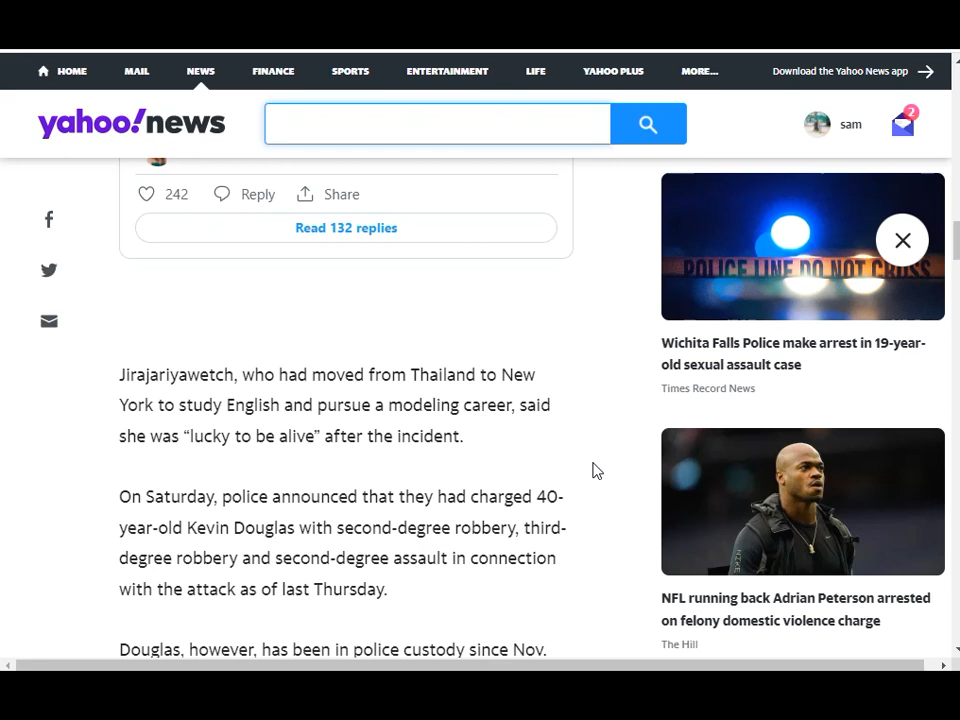 HOME MAIL NEWS FINANCE SPORTS ENTERTAINMENT LIFE YAHOO PLUS MORE... Download the Yahoo News app
yahoo!news sam 2
242 Reply Share
Read 132 replies
Jirajariyawetch, who had moved from Thailand to New
York to study English and pursue a modeling career, said
she was “lucky to be alive” after the incident.
On Saturday, police announced that they had charged 40-
year-old Kevin Douglas with second-degree robbery, third-
degree robbery and second-degree assault in connection
with the attack as of last Thursday.
Douglas, however, has been in police custody since Nov.
POLICE LINE DO NOT CROSS
Wichita Falls Police make arrest in 19-year-
old sexual assault case
Times Record News
NIKE
NFL running back Adrian Peterson arrested
on felony domestic violence charge
The Hill